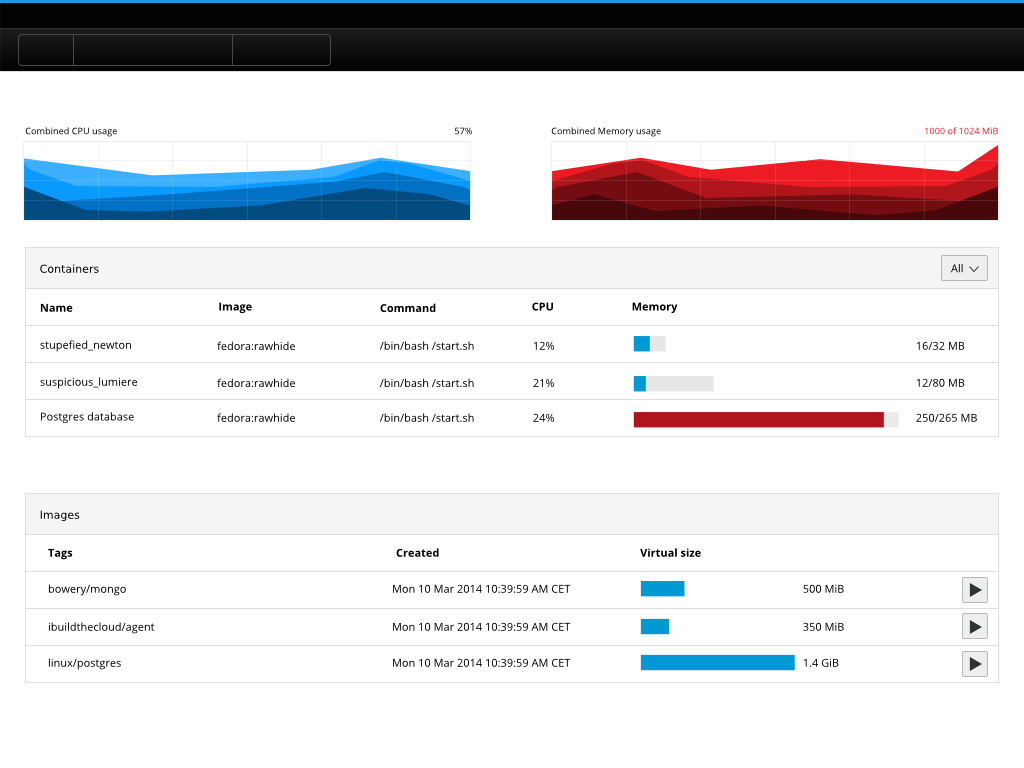 Combined CPU usage 57% Combined Memory usage 1000 of 1024 MiB
Containers All
Name Image Command CPU Memory
stupefied_newton fedora:rawhide /bin/bash /start.sh 12% 16/32 MB
suspicious_lumiere fedora:rawhide /bin/bash /start.sh 21% 12/80 MB
Postgres database fedora:rawhide /bin/bash /start.sh 24% 250/265 MB
Images
Tags Created Virtual size
bowery/mongo Mon 10 Mar 2014 10:39:59 AM CET 500 MiB
ibuildthecloud/agent Mon 10 Mar 2014 10:39:59 AM CET 350 MiB
linux/postgres Mon 10 Mar 2014 10:39:59 AM CET 1.4 GiB